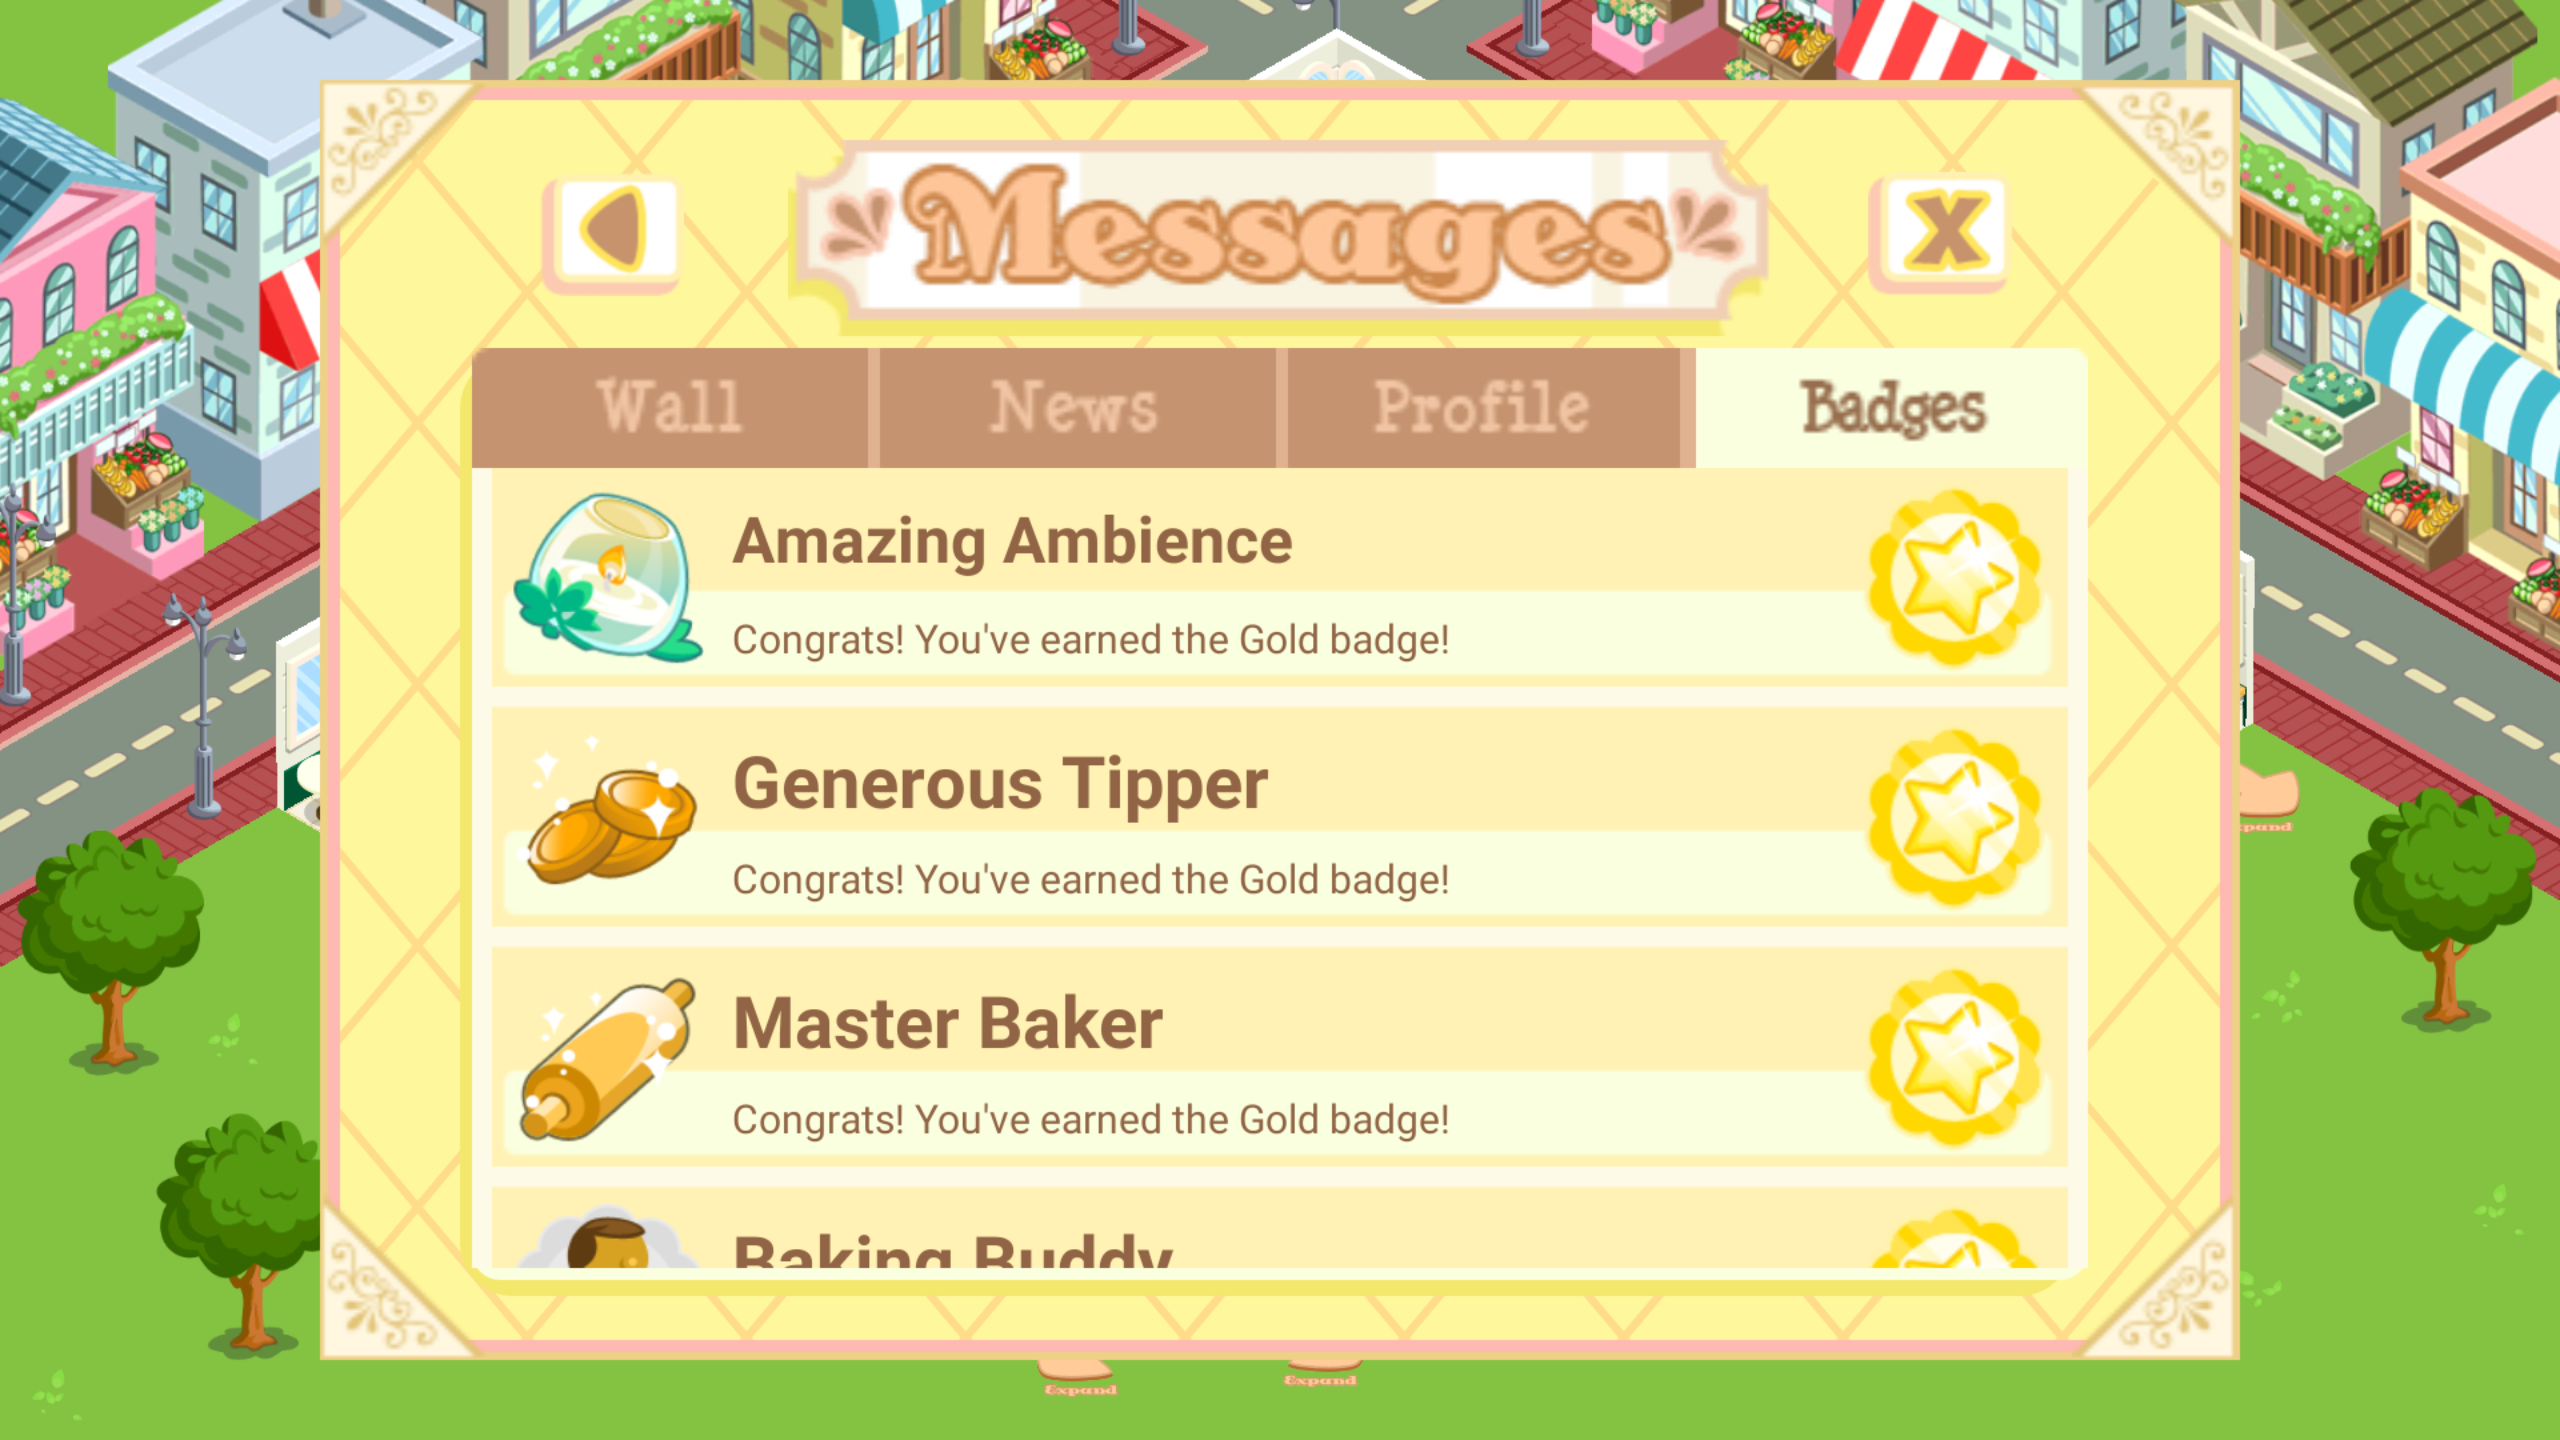 Messages
Wall
News
Profile
Badges
Amazing Ambience
Congrats! You've earned the Gold badge!
Generous Tipper
Congrats! You've earned the Gold badge!
Master Baker
Congrats! You've earned the Gold badge!
Baking Buddy
Expand
Expand